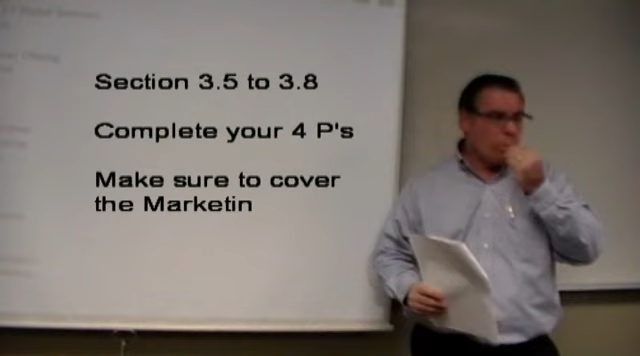 Section 3.5 to 3.8
Complete your 4 P's
Make sure to cover
the Marketin